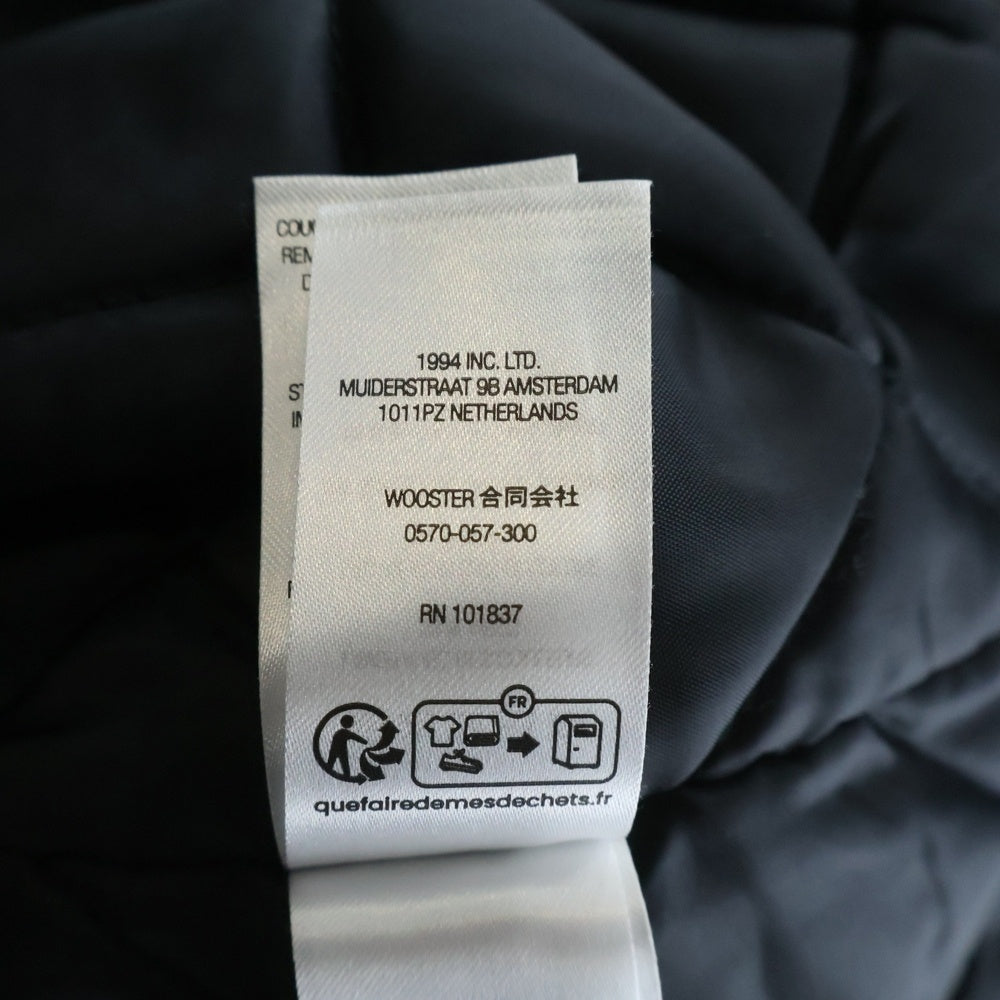 1994 INC. LTD.
MUIDERSTRAAT 9B AMSTERDAM
1011PZ NETHERLANDS
WOOSTER 合同会社
0570-057-300
RN 101837
FR
quefairedemesdechets.fr